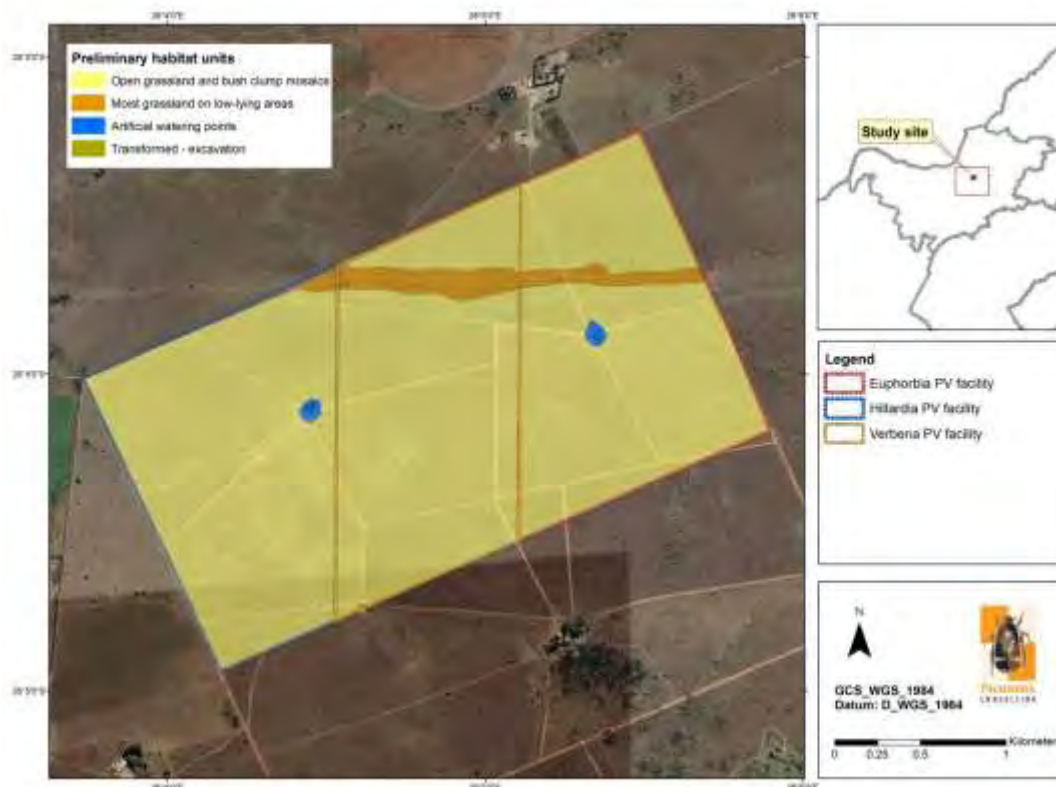 Preliminary habitat units
Open grassland and bush clump mosaics
Moist grassland on low-lying areas
Artificial watering points
Transformed - excavation
Study site
Legend
Euphorbia PV facility
Hillardia PV facility
Verbena PV facility
N
GCS_WGS_1984
Datum: D_WGS_1984
CONSULTING
Kilometers
0 0.25 0.5 1